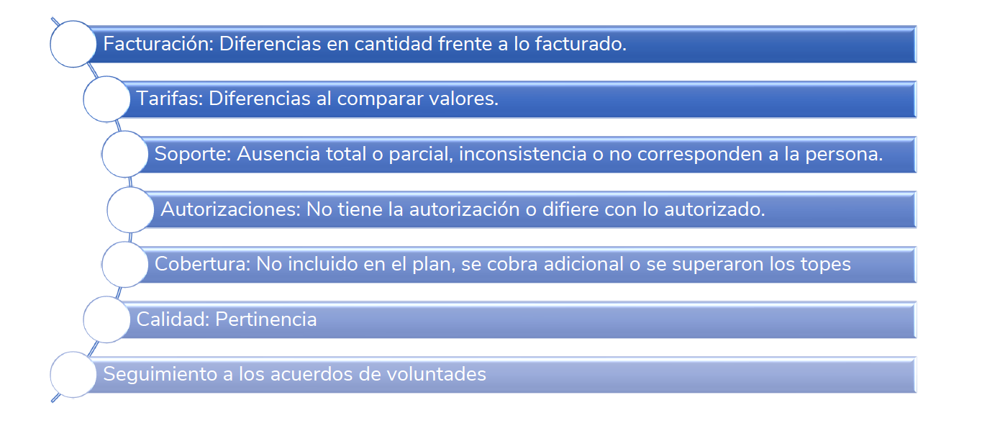 Facturación: Diferencias en cantidad frente a lo facturado.
Tarifas: Diferencias al comparar valores.
Soporte: Ausencia total o parcial, inconsistencia o no corresponden a la persona.
Autorizaciones: No tiene la autorización o difiere con lo autorizado.
Cobertura: No incluido en el plan, se cobra adicional o se superaron los topes
Calidad: Pertinencia
Seguimiento a los acuerdos de voluntades